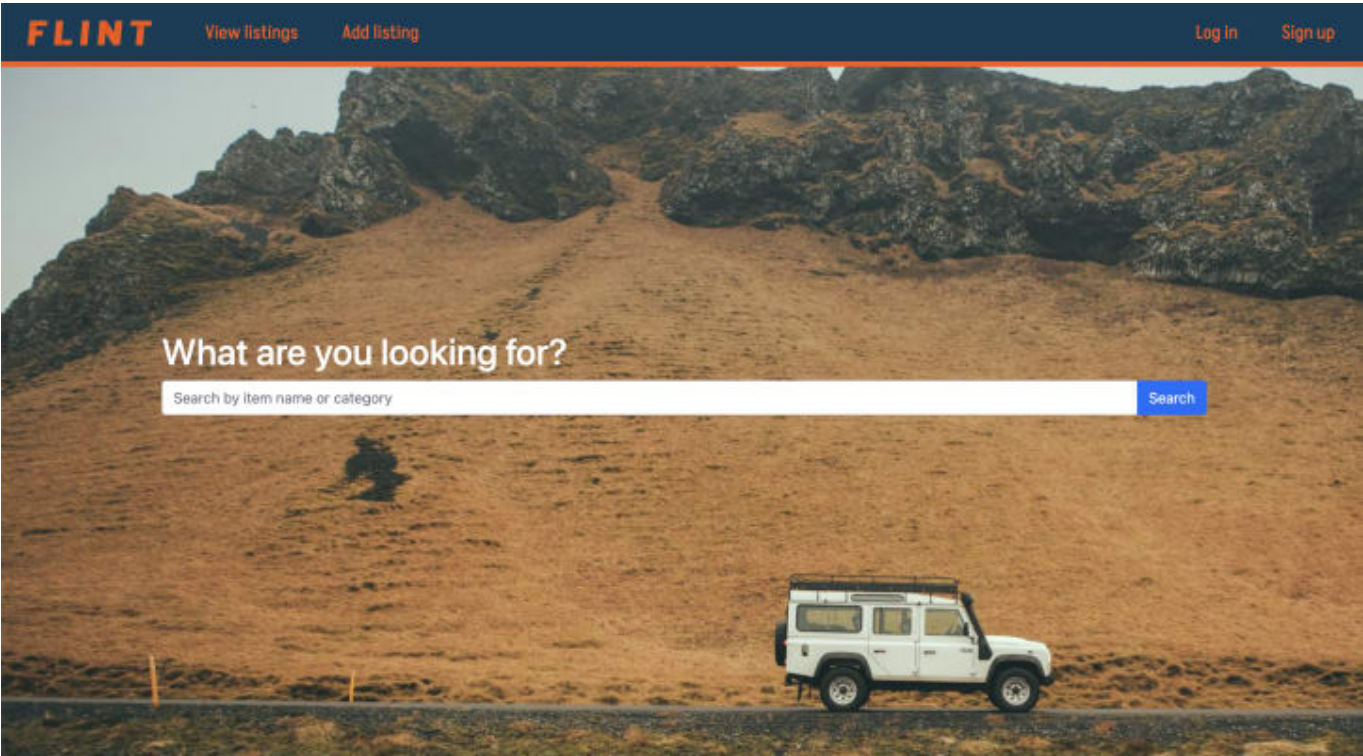 FLINT View listings Add listing Log in Sign up
What are you looking for?
Search by item name or category Search